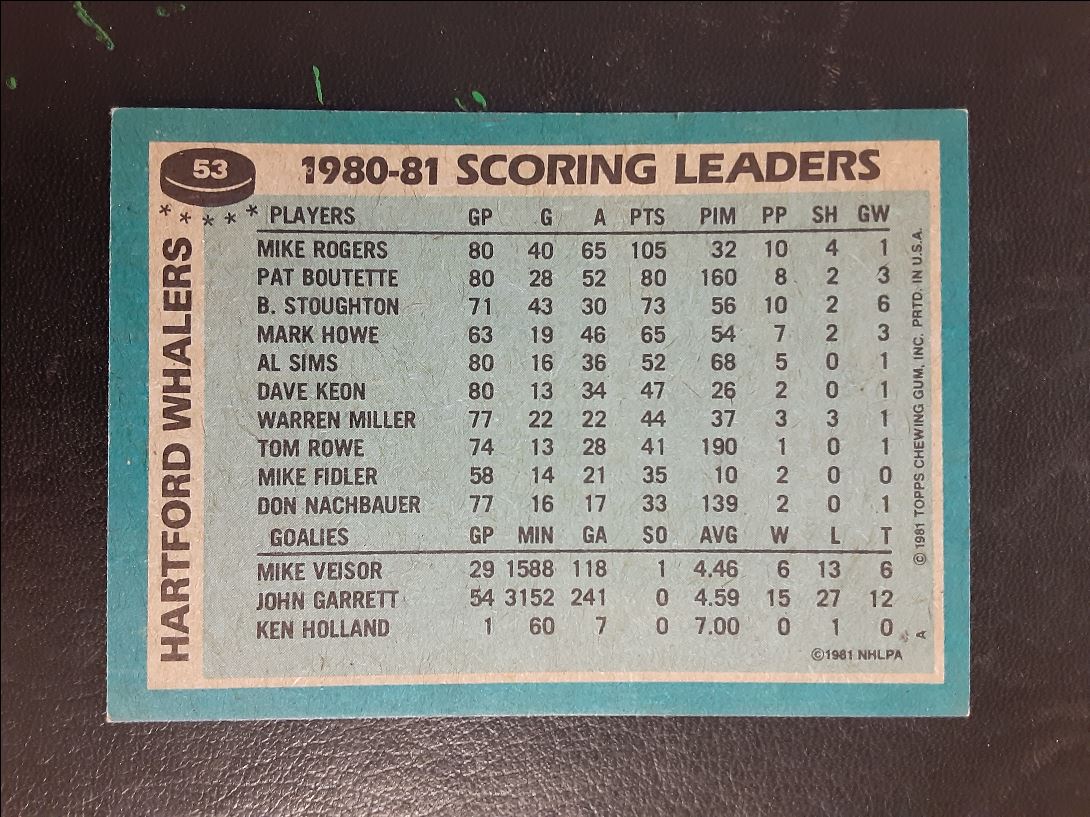 53
1980-81 SCORING LEADERS
* * * * *
HARTFORD WHALERS
PLAYERS GP G A PTS PIM PP SH GW
MIKE ROGERS 80 40 65 105 32 10 4 1
PAT BOUTETTE 80 28 52 80 160 8 2 3
B. STOUGHTON 71 43 30 73 56 10 2 6
MARK HOWE 63 19 46 65 54 7 2 3
AL SIMS 80 16 36 52 68 5 0 1
DAVE KEON 80 13 34 47 26 2 0 1
WARREN MILLER 77 22 22 44 37 3 3 1
TOM ROWE 74 13 28 41 190 1 0 1
MIKE FIDLER 58 14 21 35 10 2 0 0
DON NACHBAUER 77 16 17 33 139 2 0 1
GOALIES GP MIN GA SO AVG W L T
MIKE VEISOR 29 1588 118 1 4.46 6 13 6
JOHN GARRETT 54 3152 241 0 4.59 15 27 12
KEN HOLLAND 1 60 7 0 7.00 0 1 0
©1981 NHLPA
A © 1981 TOPPS CHEWING GUM, INC. PRTD. IN U.S.A.